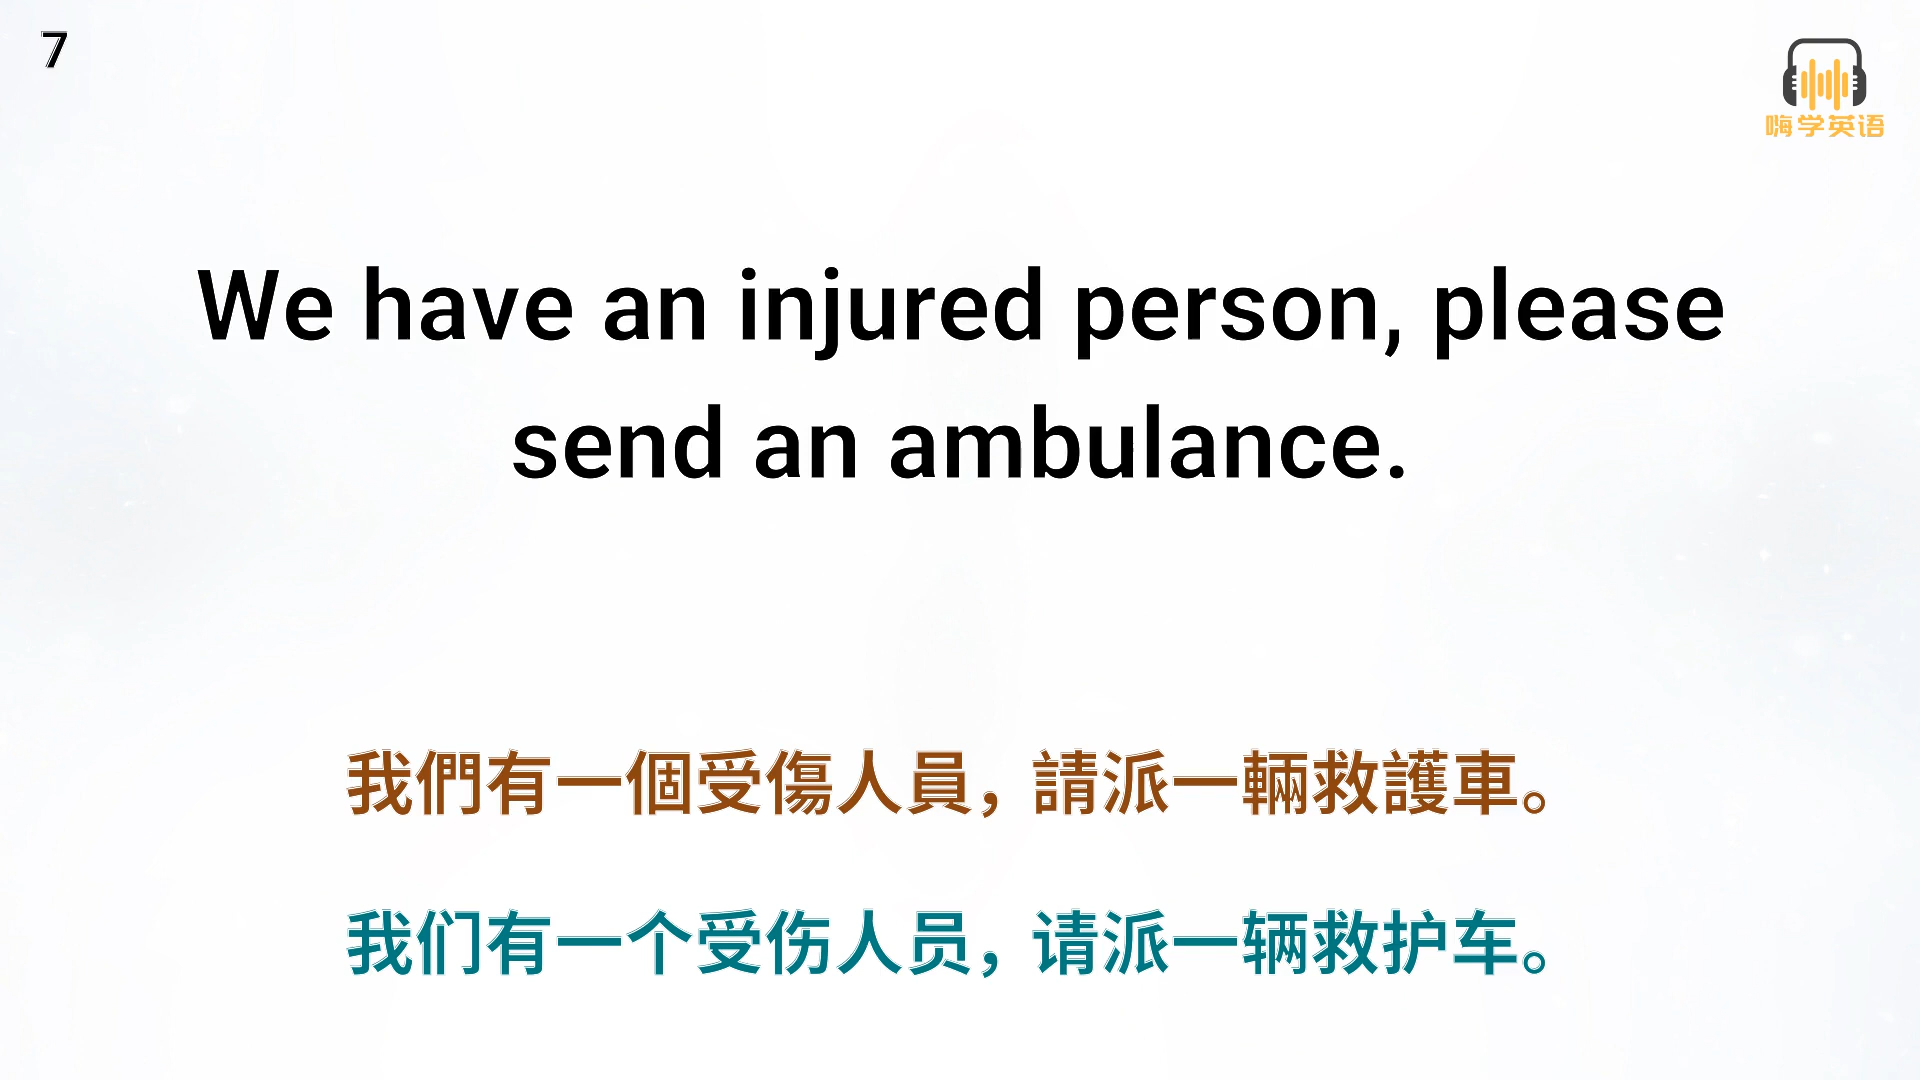 7
嗨学英语
We have an injured person, please
send an ambulance.
我們有一個受傷人員，請派一輛救護車。
我们有一个受伤人员，请派一辆救护车。